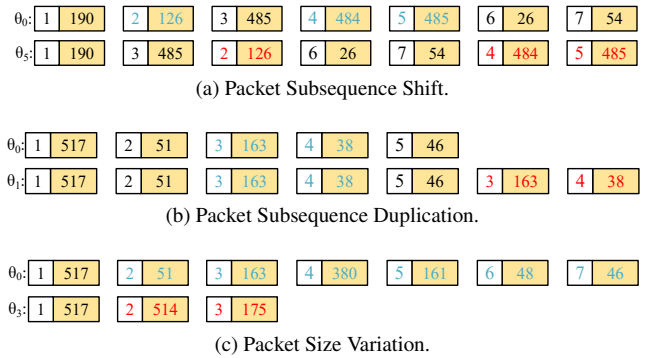 θ₀: 1 190 2 126 3 485 4 484 5 485 6 26 7 54
θ₅: 1 190 3 485 2 126 6 26 7 54 4 484 5 485
(a) Packet Subsequence Shift.
θ₀: 1 517 2 51 3 163 4 38 5 46
θ₁: 1 517 2 51 3 163 4 38 5 46 3 163 4 38
(b) Packet Subsequence Duplication.
θ₀: 1 517 2 51 3 163 4 380 5 161 6 48 7 46
θ₃: 1 517 2 514 3 175
(c) Packet Size Variation.